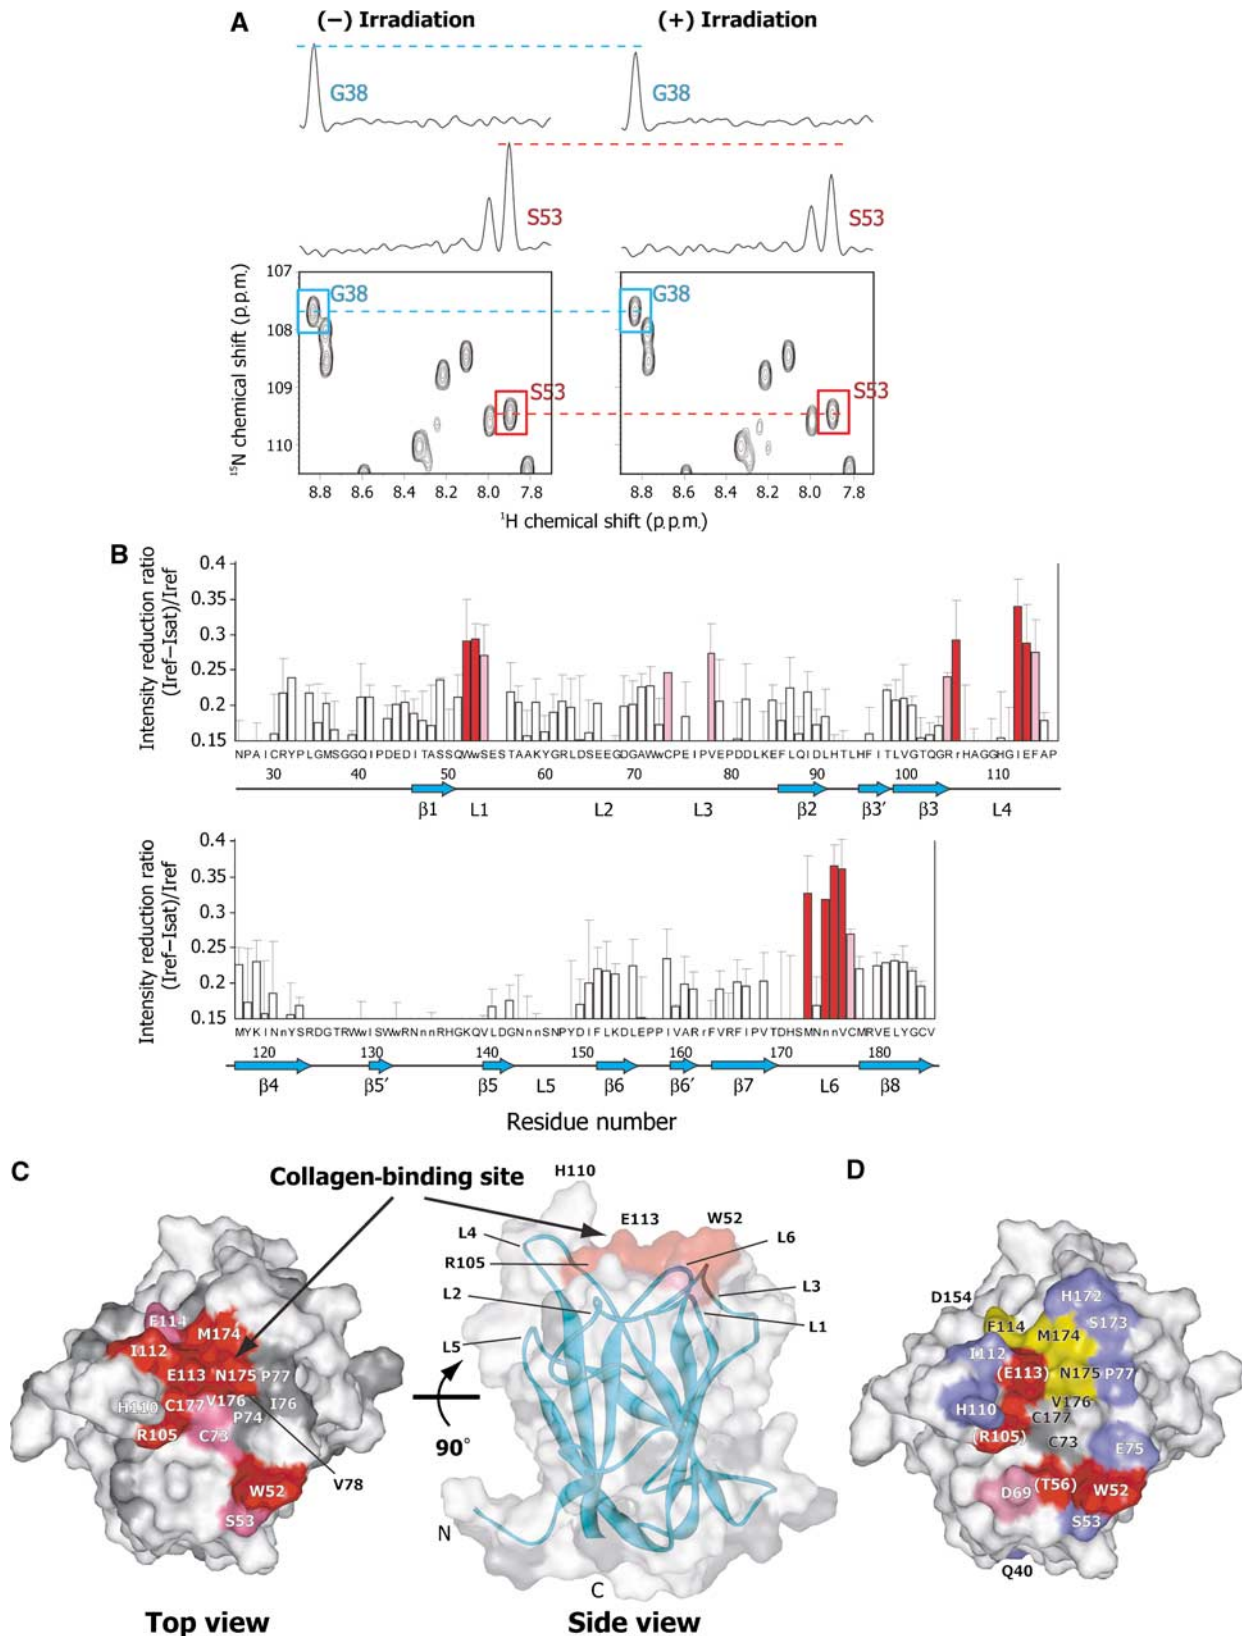 A
(−) Irradiation
(+) Irradiation
G38
G38
S53
S53
107
108
109
110
¹⁵N chemical shift (p.p.m.)
G38
S53
G38
S53
8.8 8.6 8.4 8.2 8.0 7.8
8.8 8.6 8.4 8.2 8.0 7.8
¹H chemical shift (p.p.m.)
B
Intensity reduction ratio
(Iref−Isat)/Iref
0.4
0.35
0.3
0.25
0.2
0.15
NPAICRYPLGMSGGQIPDEDITASSQWwSESTAAKYGRLDSEEGDGAWwCPEIPVEPDDLKEFLQIDLHTLHFITLVGTQGRrHAGGHGIEFAP
30 40 50 60 70 80 90 100 110
β1 L1 L2 L3 β2 β3′ β3 L4
Intensity reduction ratio
(Iref−Isat)/Iref
0.4
0.35
0.3
0.25
0.2
0.15
MYKINnYSRDGTRWwISWwRNnnRHGKQVLDGNnnSNPYDIFLKDLEPPIVARrFVRFIPVTDHSMNnnVCMRVELYGCV
120 130 140 150 160 170 180
β4 β5′ β5 L5 β6 β6′ β7 L6 β8
Residue number
C
Collagen-binding site
F114
M174
I112
E113
N175
P77
H110
C177
V176
I76
P74
R105
C73
V78
W52
S53
Top view
90°
H110
E113
W52
L4
L6
R105
L3
L2
L1
L5
N
C
Side view
D
H172
D154
S173
F114
M174
I112
(E113)
N175
P77
H110
V176
C177
(R105)
C73
E75
D69
(T56)
W52
S53
Q40